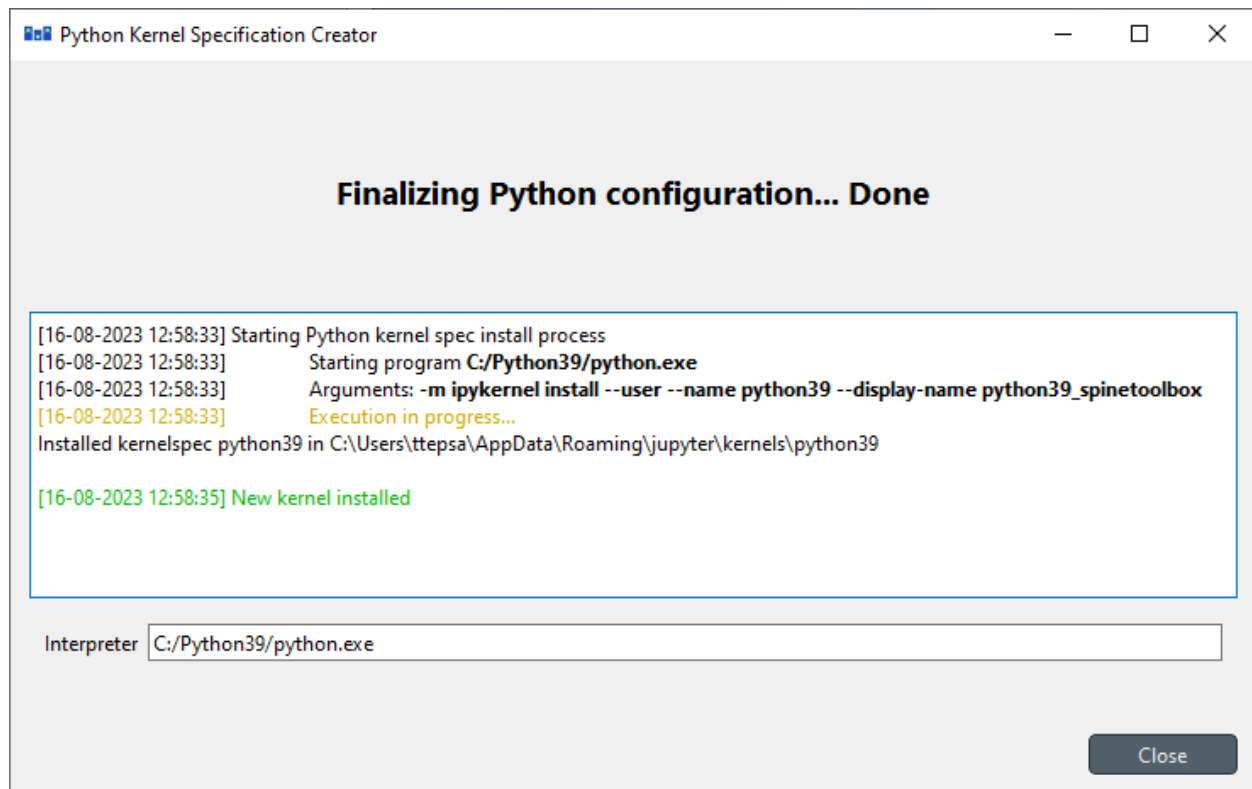 Python Kernel Specification Creator
Finalizing Python configuration... Done
[16-08-2023 12:58:33] Starting Python kernel spec install process
[16-08-2023 12:58:33] Starting program C:/Python39/python.exe
[16-08-2023 12:58:33] Arguments: -m ipykernel install --user --name python39 --display-name python39_spinetoolbox
[16-08-2023 12:58:33] Execution in progress...
Installed kernelspec python39 in C:\Users\ttepsa\AppData\Roaming\jupyter\kernels\python39
[16-08-2023 12:58:35] New kernel installed
Interpreter C:/Python39/python.exe
Close